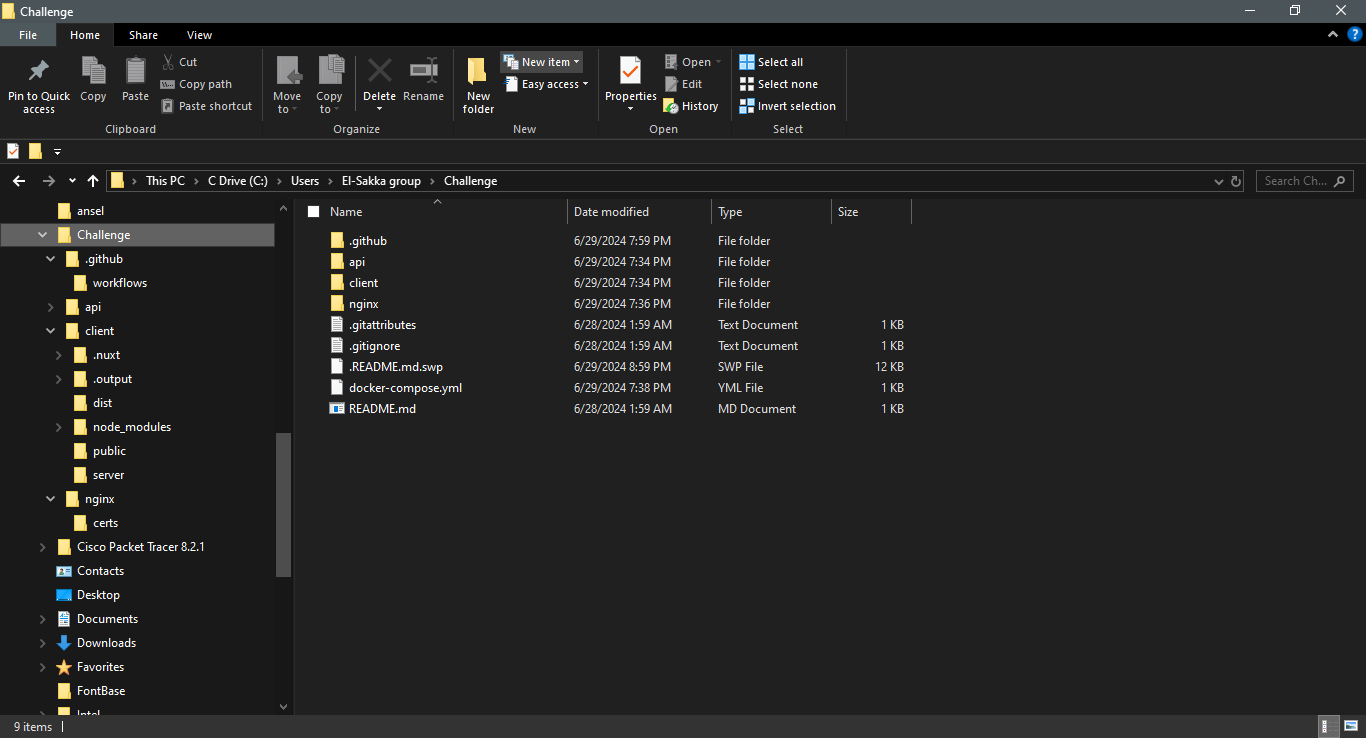 Challenge
File Home Share View
Pin to Quick access
Copy
Paste
Cut
Copy path
Paste shortcut
Clipboard
Move to
Copy to
Delete
Rename
Organize
New folder
New item
Easy access
New
Properties
Open
Edit
History
Open
Select all
Select none
Invert selection
Select
This PC > C Drive (C:) > Users > El-Sakka group > Challenge
Search Ch...
ansel
Challenge
.github
workflows
api
client
.nuxt
.output
dist
node_modules
public
server
nginx
certs
Cisco Packet Tracer 8.2.1
Contacts
Desktop
Documents
Downloads
Favorites
FontBase
Intel
Name Date modified Type Size
.github 6/29/2024 7:59 PM File folder
api 6/29/2024 7:34 PM File folder
client 6/29/2024 7:34 PM File folder
nginx 6/29/2024 7:36 PM File folder
.gitattributes 6/28/2024 1:59 AM Text Document 1 KB
.gitignore 6/28/2024 1:59 AM Text Document 1 KB
.README.md.swp 6/29/2024 8:59 PM SWP File 12 KB
docker-compose.yml 6/29/2024 7:38 PM YML File 1 KB
README.md 6/28/2024 1:59 AM MD Document 1 KB
9 items